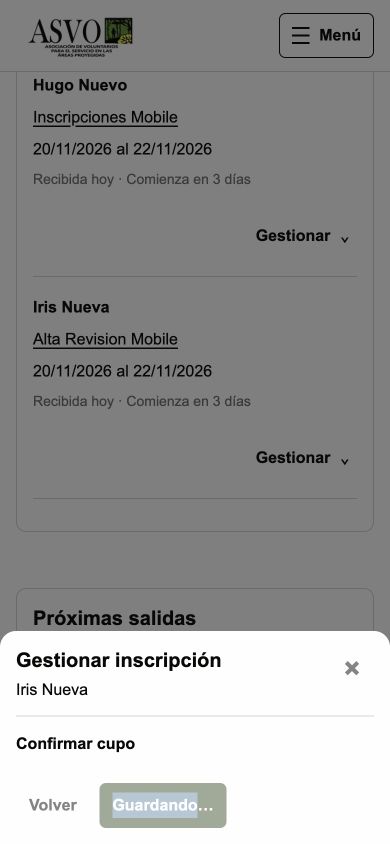 ASVO
ASOCIACIÓN DE VOLUNTARIOS
PARA EL SERVICIO EN LAS
ÁREAS PROTEGIDAS
Menú
Hugo Nuevo
Inscripciones Mobile
20/11/2026 al 22/11/2026
Recibida hoy · Comienza en 3 días
Gestionar
Iris Nueva
Alta Revision Mobile
20/11/2026 al 22/11/2026
Recibida hoy · Comienza en 3 días
Gestionar
Próximas salidas
Gestionar inscripción
Iris Nueva
Confirmar cupo
Volver
Guardando...